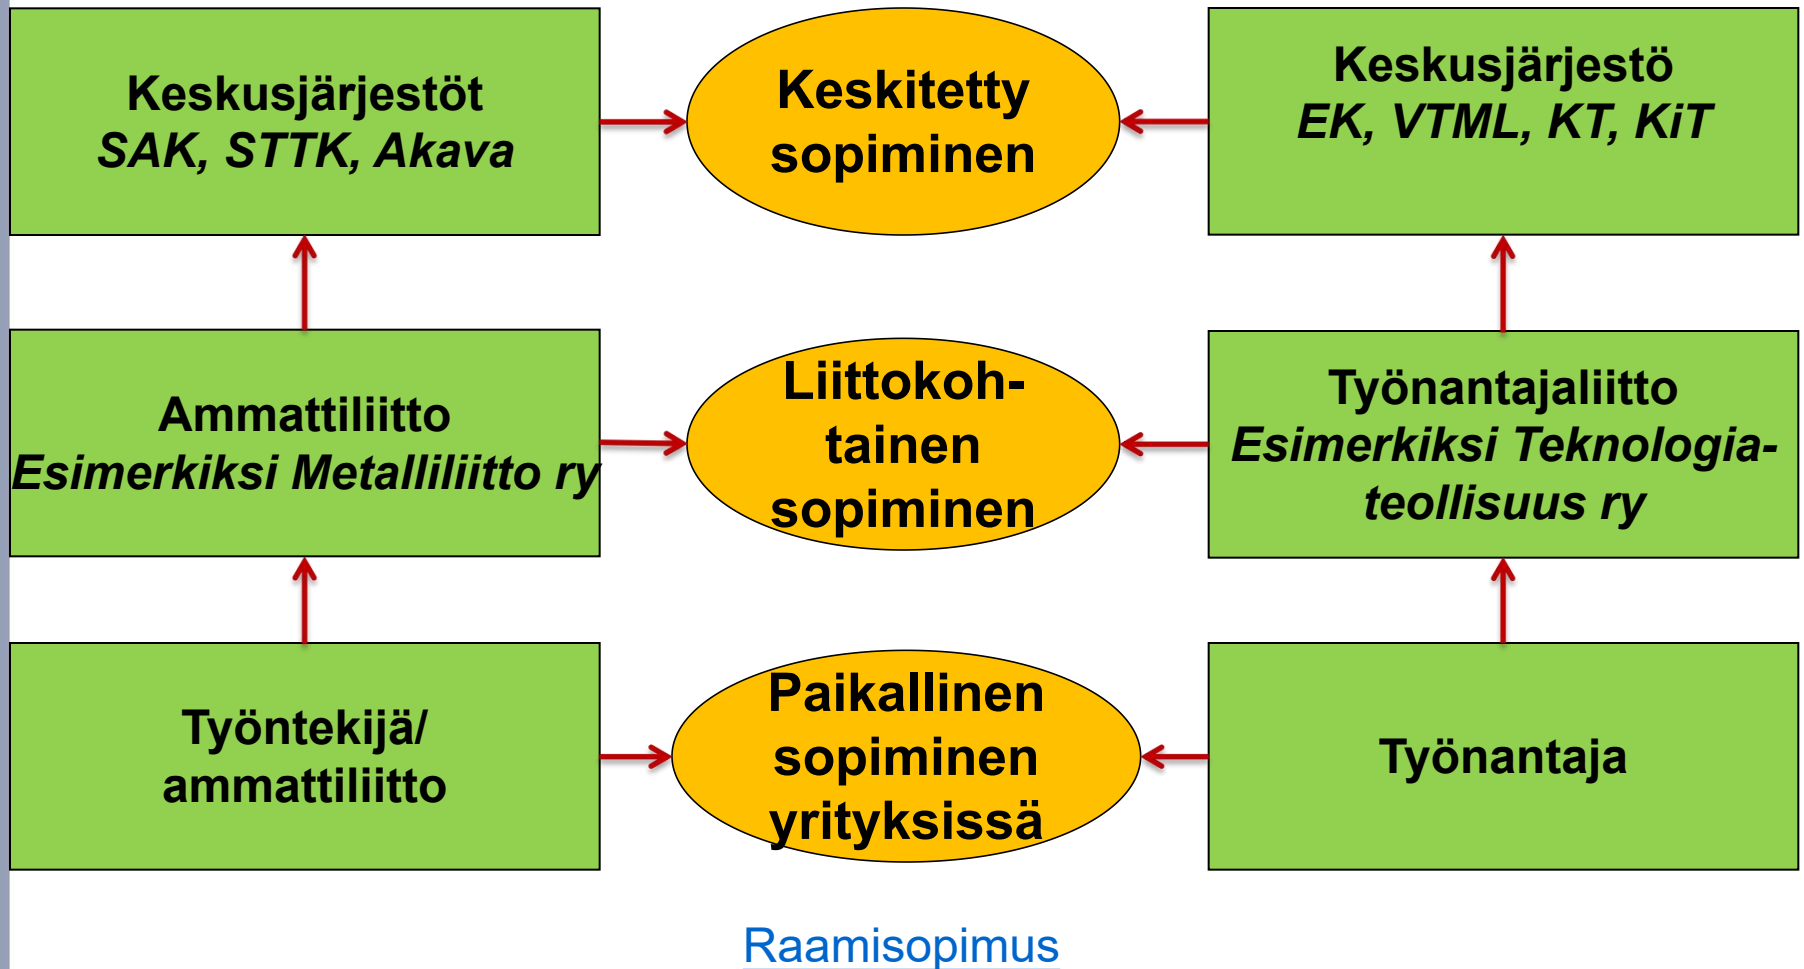 Keskusjärjestöt
SAK, STTK, Akava
Keskitetty
sopiminen
Keskusjärjestö
EK, VTML, KT, KiT
Ammattiliitto
Esimerkiksi Metalliliitto ry
Liittokoh-
tainen
sopiminen
Työnantajaliitto
Esimerkiksi Teknologia-
teollisuus ry
Työntekijä/
ammattiliitto
Paikallinen
sopiminen
yrityksissä
Työnantaja
Raamisopimus